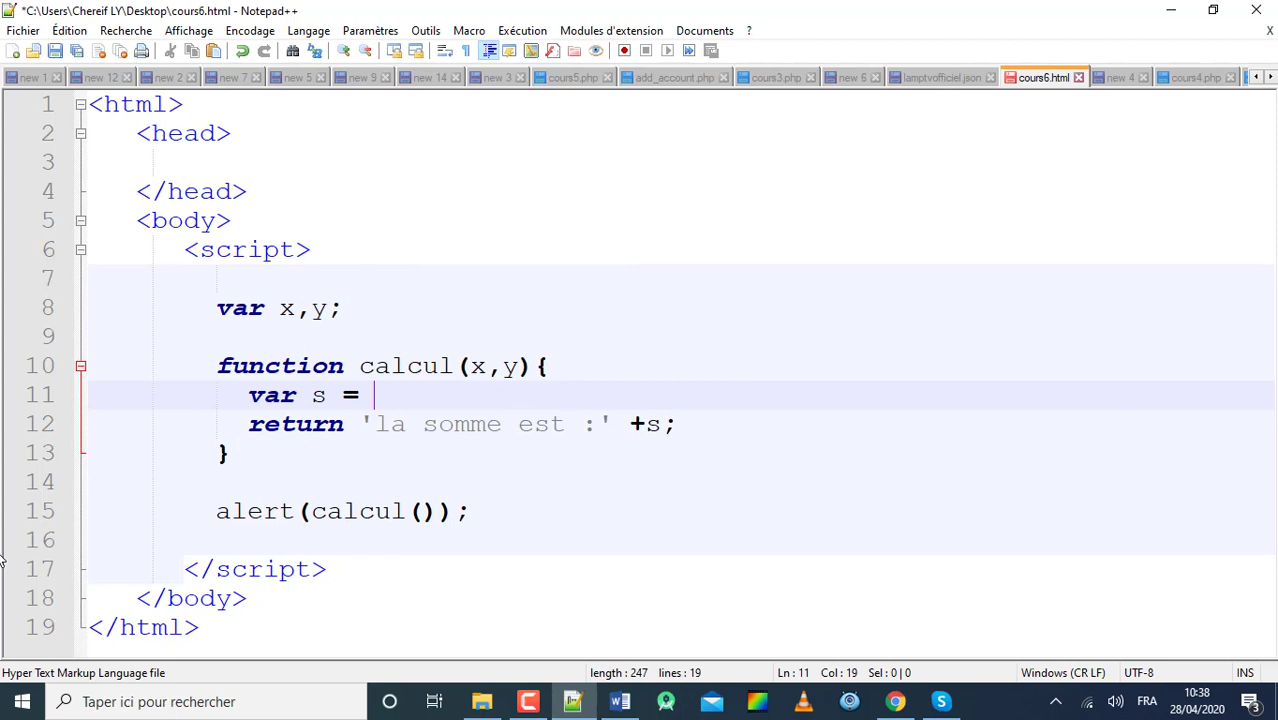 *C:\Users\Chereif LY\Desktop\cours6.html - Notepad++
Fichier Édition Recherche Affichage Encodage Langage Paramètres Outils Macro Exécution Modules d'extension Documents ? X
new 1 new 12 new 2 new 7 new 5 new 9 new 14 new 3 cours5.php add_account.php cours3.php new 6 lamptvofficiel.json cours6.html new 4 cours4.php
1 <html>
2 <head>
3
4 </head>
5 <body>
6 <script>
7
8 var x,y;
9
10 function calcul(x,y){
11 var s =
12 return 'la somme est :' +s;
13 }
14
15 alert(calcul());
16
17 </script>
18 </body>
19 </html>
Hyper Text Markup Language file length : 247 lines : 19 Ln : 11 Col : 19 Sel : 0 | 0 Windows (CR LF) UTF-8 INS
Taper ici pour rechercher FRA 10:38
28/04/2020 3